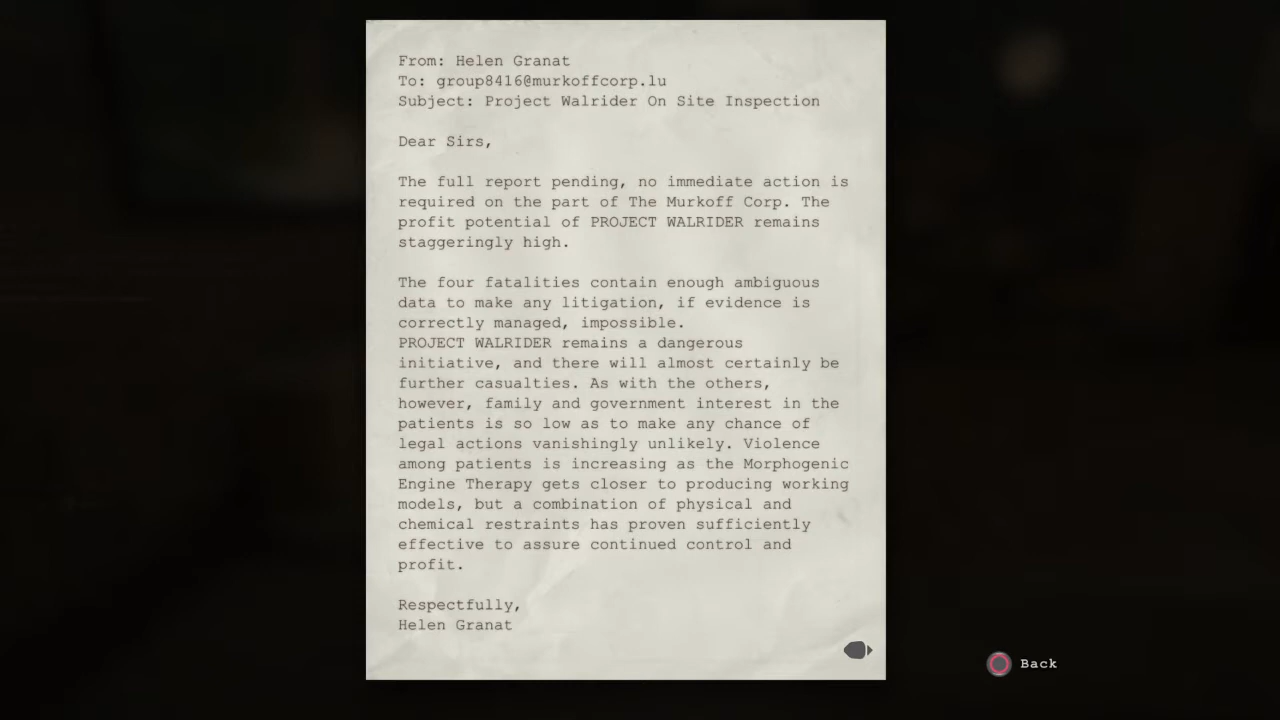 From: Helen Granat
To: group8416@murkoffcorp.lu
Subject: Project Walrider On Site Inspection
Dear Sirs,
The full report pending, no immediate action is
required on the part of The Murkoff Corp. The
profit potential of PROJECT WALRIDER remains
staggeringly high.
The four fatalities contain enough ambiguous
data to make any litigation, if evidence is
correctly managed, impossible.
PROJECT WALRIDER remains a dangerous
initiative, and there will almost certainly be
further casualties. As with the others,
however, family and government interest in the
patients is so low as to make any chance of
legal actions vanishingly unlikely. Violence
among patients is increasing as the Morphogenic
Engine Therapy gets closer to producing working
models, but a combination of physical and
chemical restraints has proven sufficiently
effective to assure continued control and
profit.
Respectfully,
Helen Granat
Back